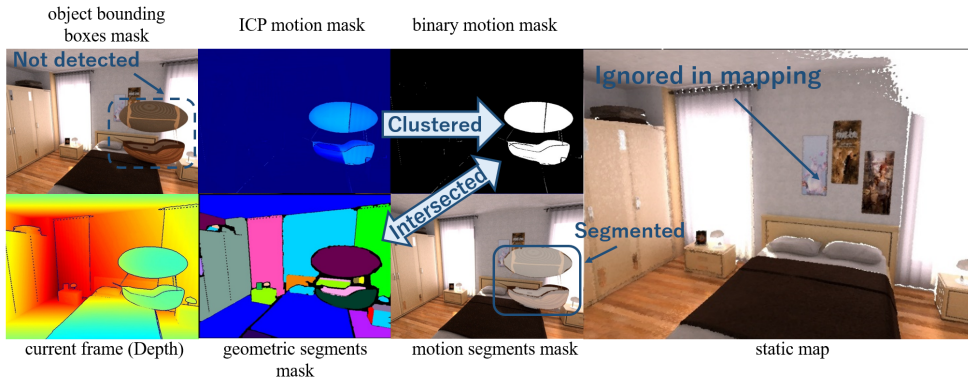 object bounding
boxes mask
ICP motion mask
binary motion mask
Not detected
Clustered
Intersected
Ignored in mapping
Segmented
current frame (Depth)
geometric segments
mask
motion segments mask
static map